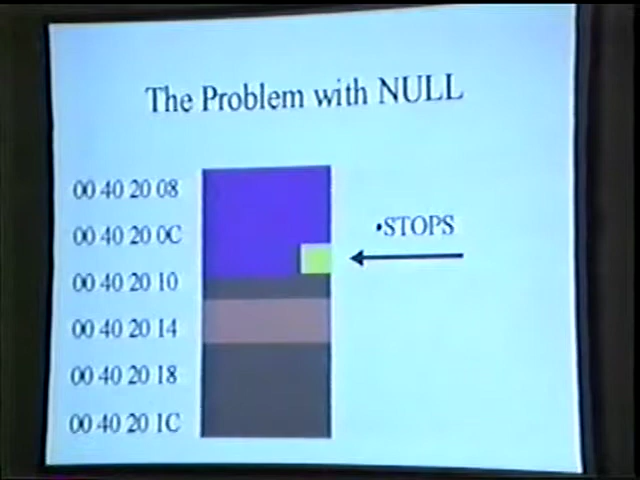 The Problem with NULL
00 40 20 08
00 40 20 0C
•STOPS
00 40 20 10
00 40 20 14
00 40 20 18
00 40 20 1C